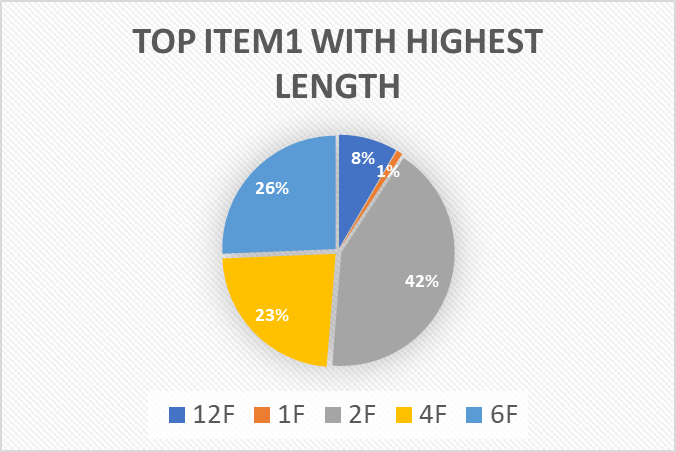 TOP ITEM1 WITH HIGHEST
LENGTH
8%
1%
26%
42%
23%
12F 1F 2F 4F 6F